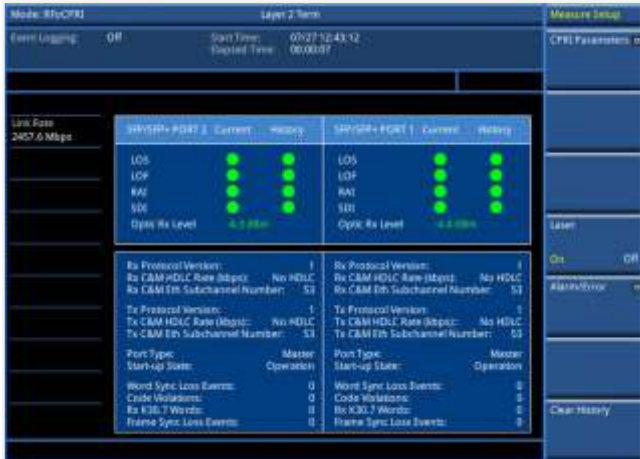 Mode: RFoCPRI
Layer 2 Term
Measure Setup
Event Logging: Off
Start Time: 07/27 12:43:12
Elapsed Time: 00:00:07
CPRI Parameters
Link Rate
2457.6 Mbps
SFP/SFP+ PORT 2 Current History
LOS
LOF
RAI
SDI
Optic Rx Level
SFP/SFP+ PORT 1 Current History
LOS
LOF
RAI
SDI
Optic Rx Level
Rx Protocol Version: 1
Rx C&M HDLC Rate (kbps): No HDLC
Rx C&M Eth Subchannel Number: 53
Tx Protocol Version: 1
Tx C&M HDLC Rate (kbps): No HDLC
Tx C&M Eth Subchannel Number: 53
Port Type: Master
Start-up State: Operation
Word Sync Loss Events: 0
Code Violations: 0
Rx K30.7 Words: 0
Frame Sync Loss Events: 0
Rx Protocol Version: 1
Rx C&M HDLC Rate (kbps): No HDLC
Rx C&M Eth Subchannel Number: 53
Tx Protocol Version: 1
Tx C&M HDLC Rate (kbps): No HDLC
Tx C&M Eth Subchannel Number: 53
Port Type: Master
Start-up State: Operation
Word Sync Loss Events: 0
Code Violations: 0
Rx K30.7 Words: 0
Frame Sync Loss Events: 0
Laser
On Off
Alarm/Error
Clear History